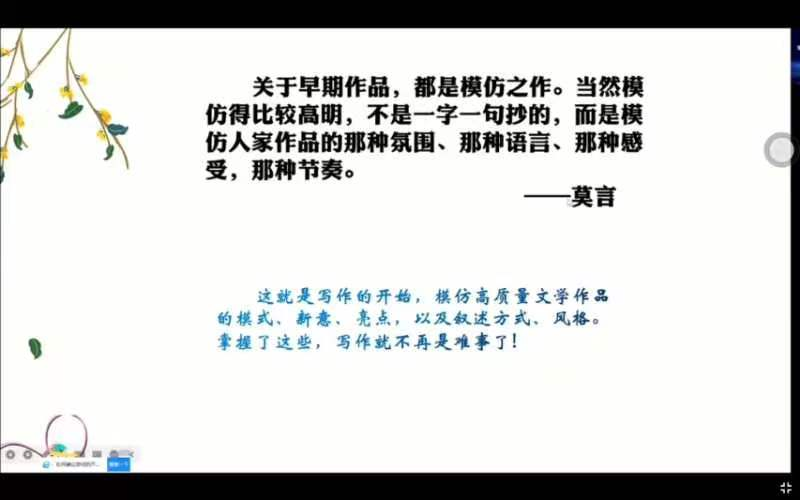 关于早期作品，都是模仿之作。当然模
仿得比较高明，不是一字一句抄的，而是模
仿人家作品的那种氛围、那种语言、那种感
受，那种节奏。
——莫言
这就是写作的开始，模仿高质量文学作品
的模式、新意、亮点，以及叙述方式、风格。
掌握了这些，写作就不再是难事了！